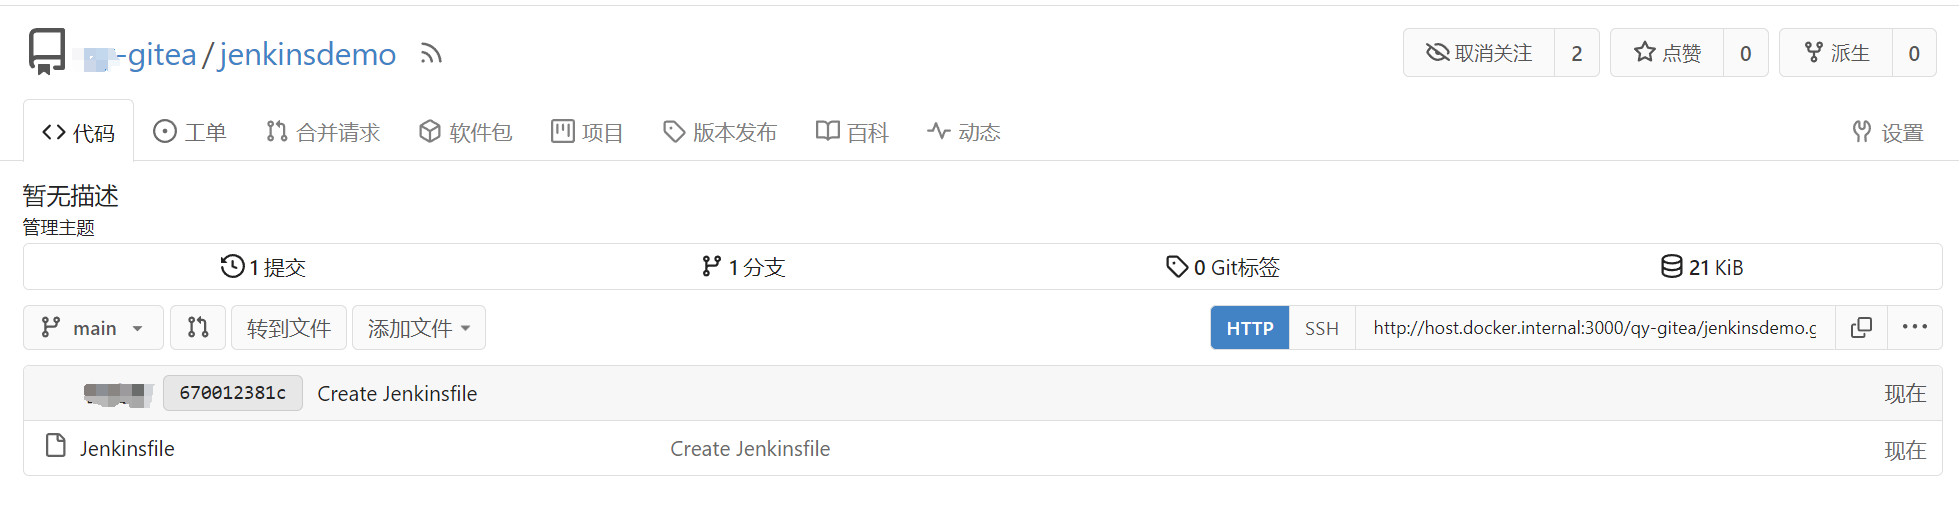 -gitea / jenkinsdemo
取消关注 2 点赞 0 派生 0
代码 工单 合并请求 软件包 项目 版本发布 百科 动态 设置
暂无描述
管理主题
1 提交 1 分支 0 Git标签 21 KiB
main 转到文件 添加文件 HTTP SSH http://host.docker.internal:3000/qy-gitea/jenkinsdemo.g
670012381c Create Jenkinsfile 现在
Jenkinsfile Create Jenkinsfile 现在